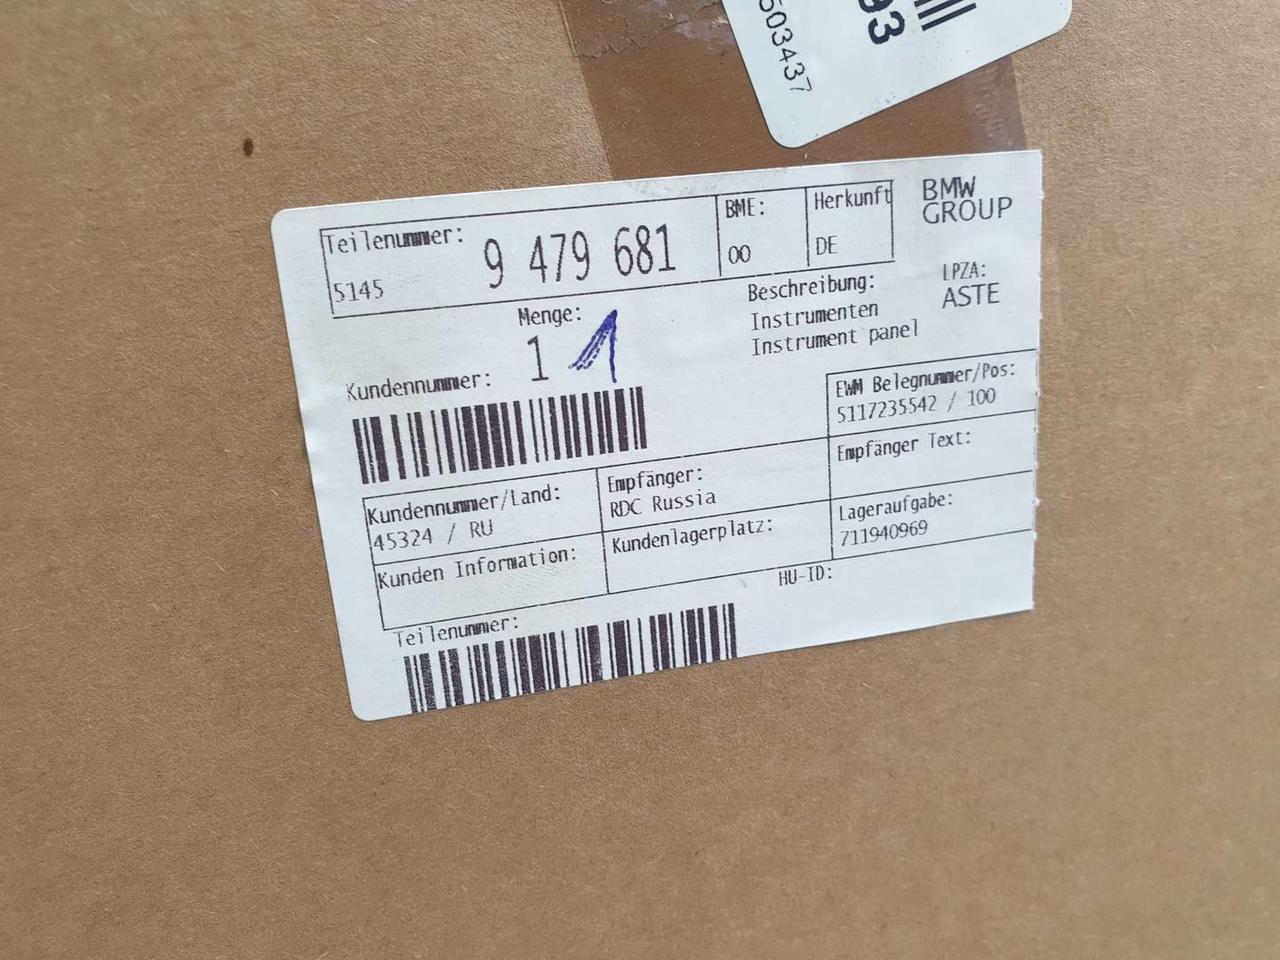 503437
93
Teilenummer:
5145
9 479 681
BME:
00
Herkunft
DE
BMW
GROUP
Menge:
1 1
Beschreibung:
Instrumenten
Instrument panel
LPZA:
ASTE
Kundennummer:
EWM Belegnummer/Pos:
5117235542 / 100
Kundennummer/Land:
45324 / RU
Empfänger:
RDC Russia
Empfänger Text:
Kunden Information:
Kundenlagerplatz:
Lageraufgabe:
711940969
HU-ID:
Teilenummer: